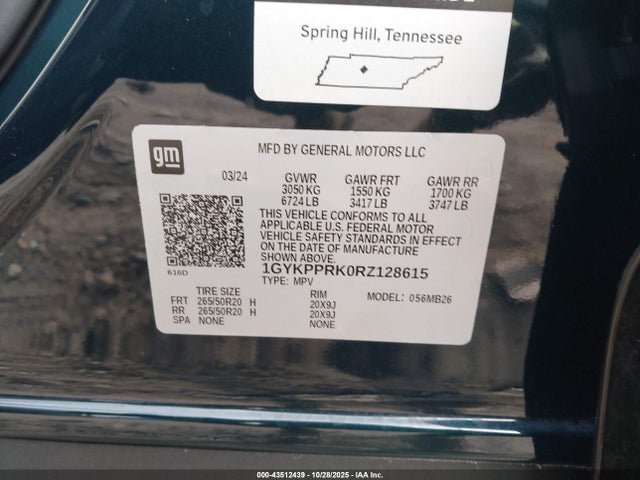 Spring Hill, Tennessee
gm
MFD BY GENERAL MOTORS LLC
03/24 GVWR GAWR FRT GAWR RR
3050 KG 1550 KG 1700 KG
6724 LB 3417 LB 3747 LB
THIS VEHICLE CONFORMS TO ALL
APPLICABLE U.S. FEDERAL MOTOR
VEHICLE SAFETY STANDARDS IN EFFECT
ON THE DATE OF MANUFACTURE
SHOWN ABOVE.
616D 1GYKPPRK0RZ128615
TYPE: MPV
TIRE SIZE RIM MODEL: 056MB26
FRT 265/50R20 H 20X9J
RR 265/50R20 H 20X9J
SPA NONE NONE
000-43512439 - 10/28/2025 - IAA Inc.